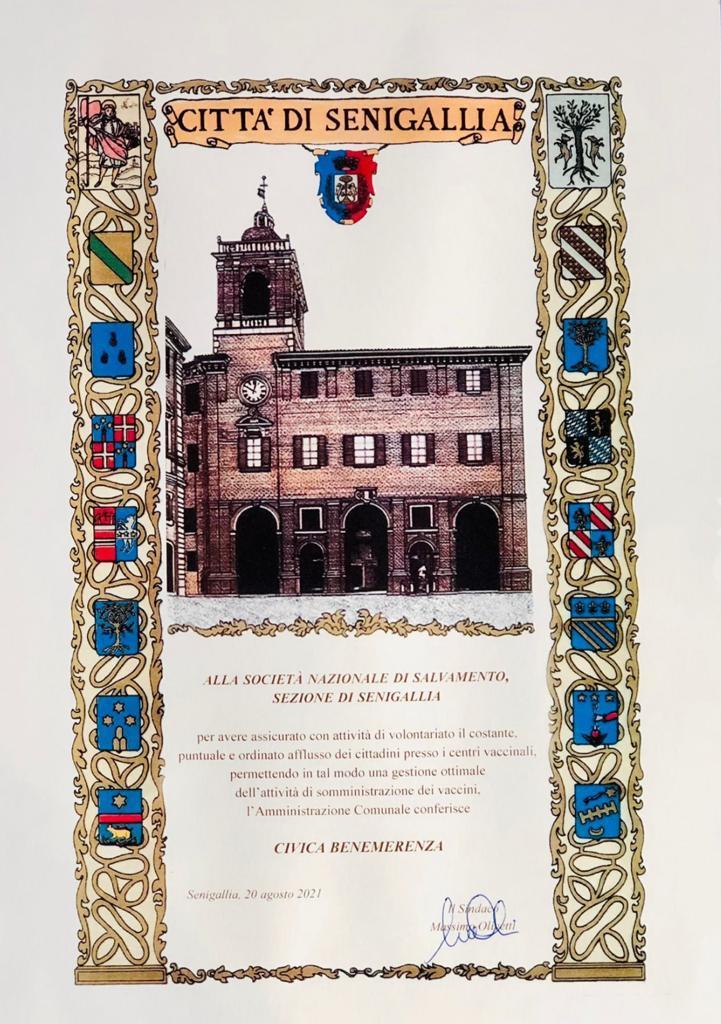 CITTA' DI SENIGALLIA
ALLA SOCIETÀ NAZIONALE DI SALVAMENTO,
SEZIONE DI SENIGALLIA
per avere assicurato con attività di volontariato il costante,
puntuale e ordinato afflusso dei cittadini presso i centri vaccinali,
permettendo in tal modo una gestione ottimale
dell'attività di somministrazione dei vaccini,
l'Amministrazione Comunale conferisce
CIVICA BENEMERENZA
Senigallia, 20 agosto 2021
Il Sindaco
Massimo Olivetti